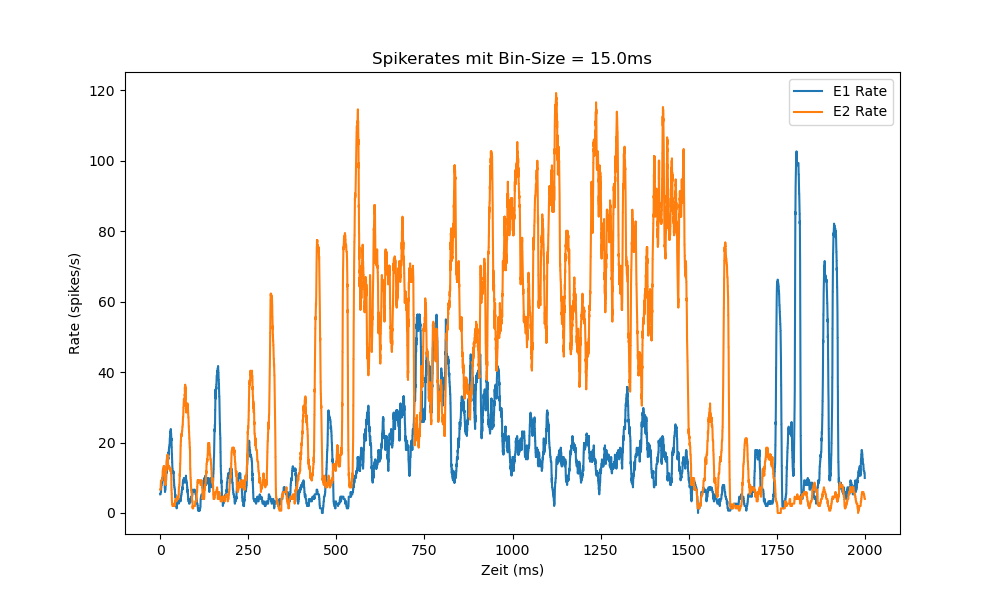 Spikerates mit Bin-Size = 15.0ms
E1 Rate
E2 Rate
120
100
80
60
40
20
0
Rate (spikes/s)
0 250 500 750 1000 1250 1500 1750 2000
Zeit (ms)